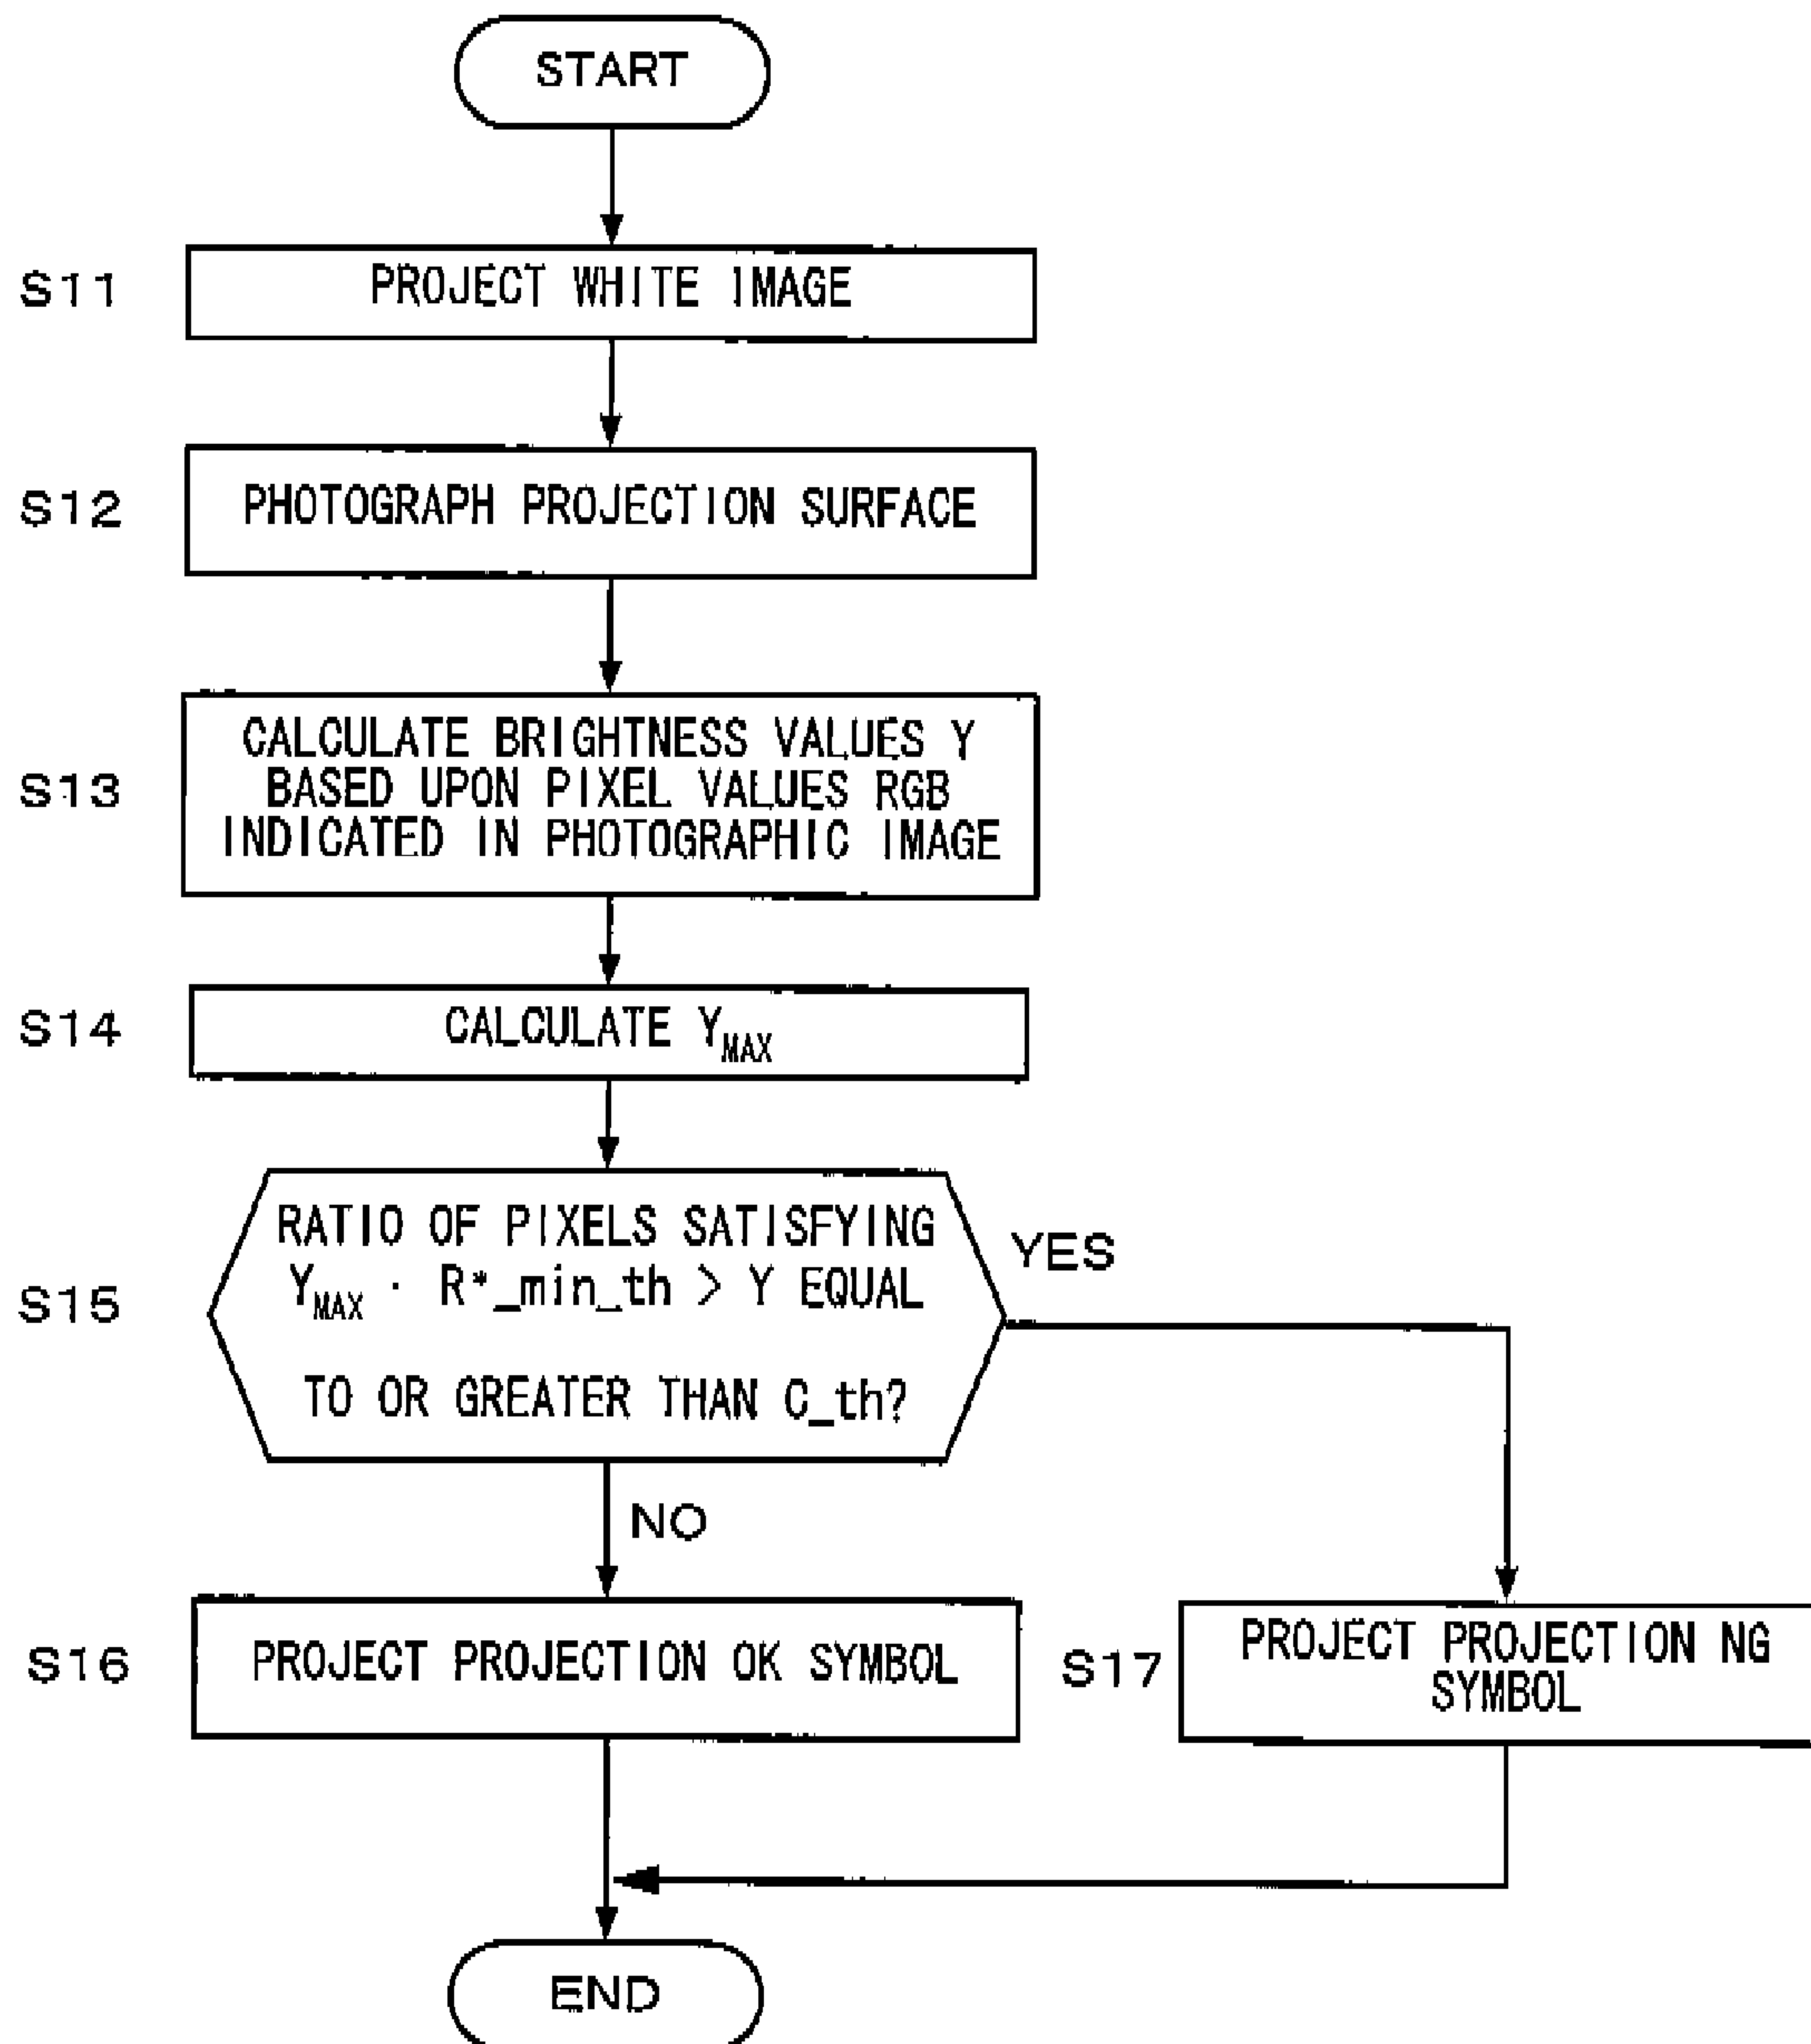 START
S11
PROJECT WHITE IMAGE
S12
PHOTOGRAPH PROJECTION SURFACE
S13
CALCULATE BRIGHTNESS VALUES Y
BASED UPON PIXEL VALUES RGB
INDICATED IN PHOTOGRAPHIC IMAGE
S14
CALCULATE Y_MAX
S15
RATIO OF PIXELS SATISFYING
Y_MAX · R*_min_th > Y EQUAL
TO OR GREATER THAN C_th?
YES
NO
S16
PROJECT PROJECTION OK SYMBOL
S17
PROJECT PROJECTION NG
SYMBOL
END